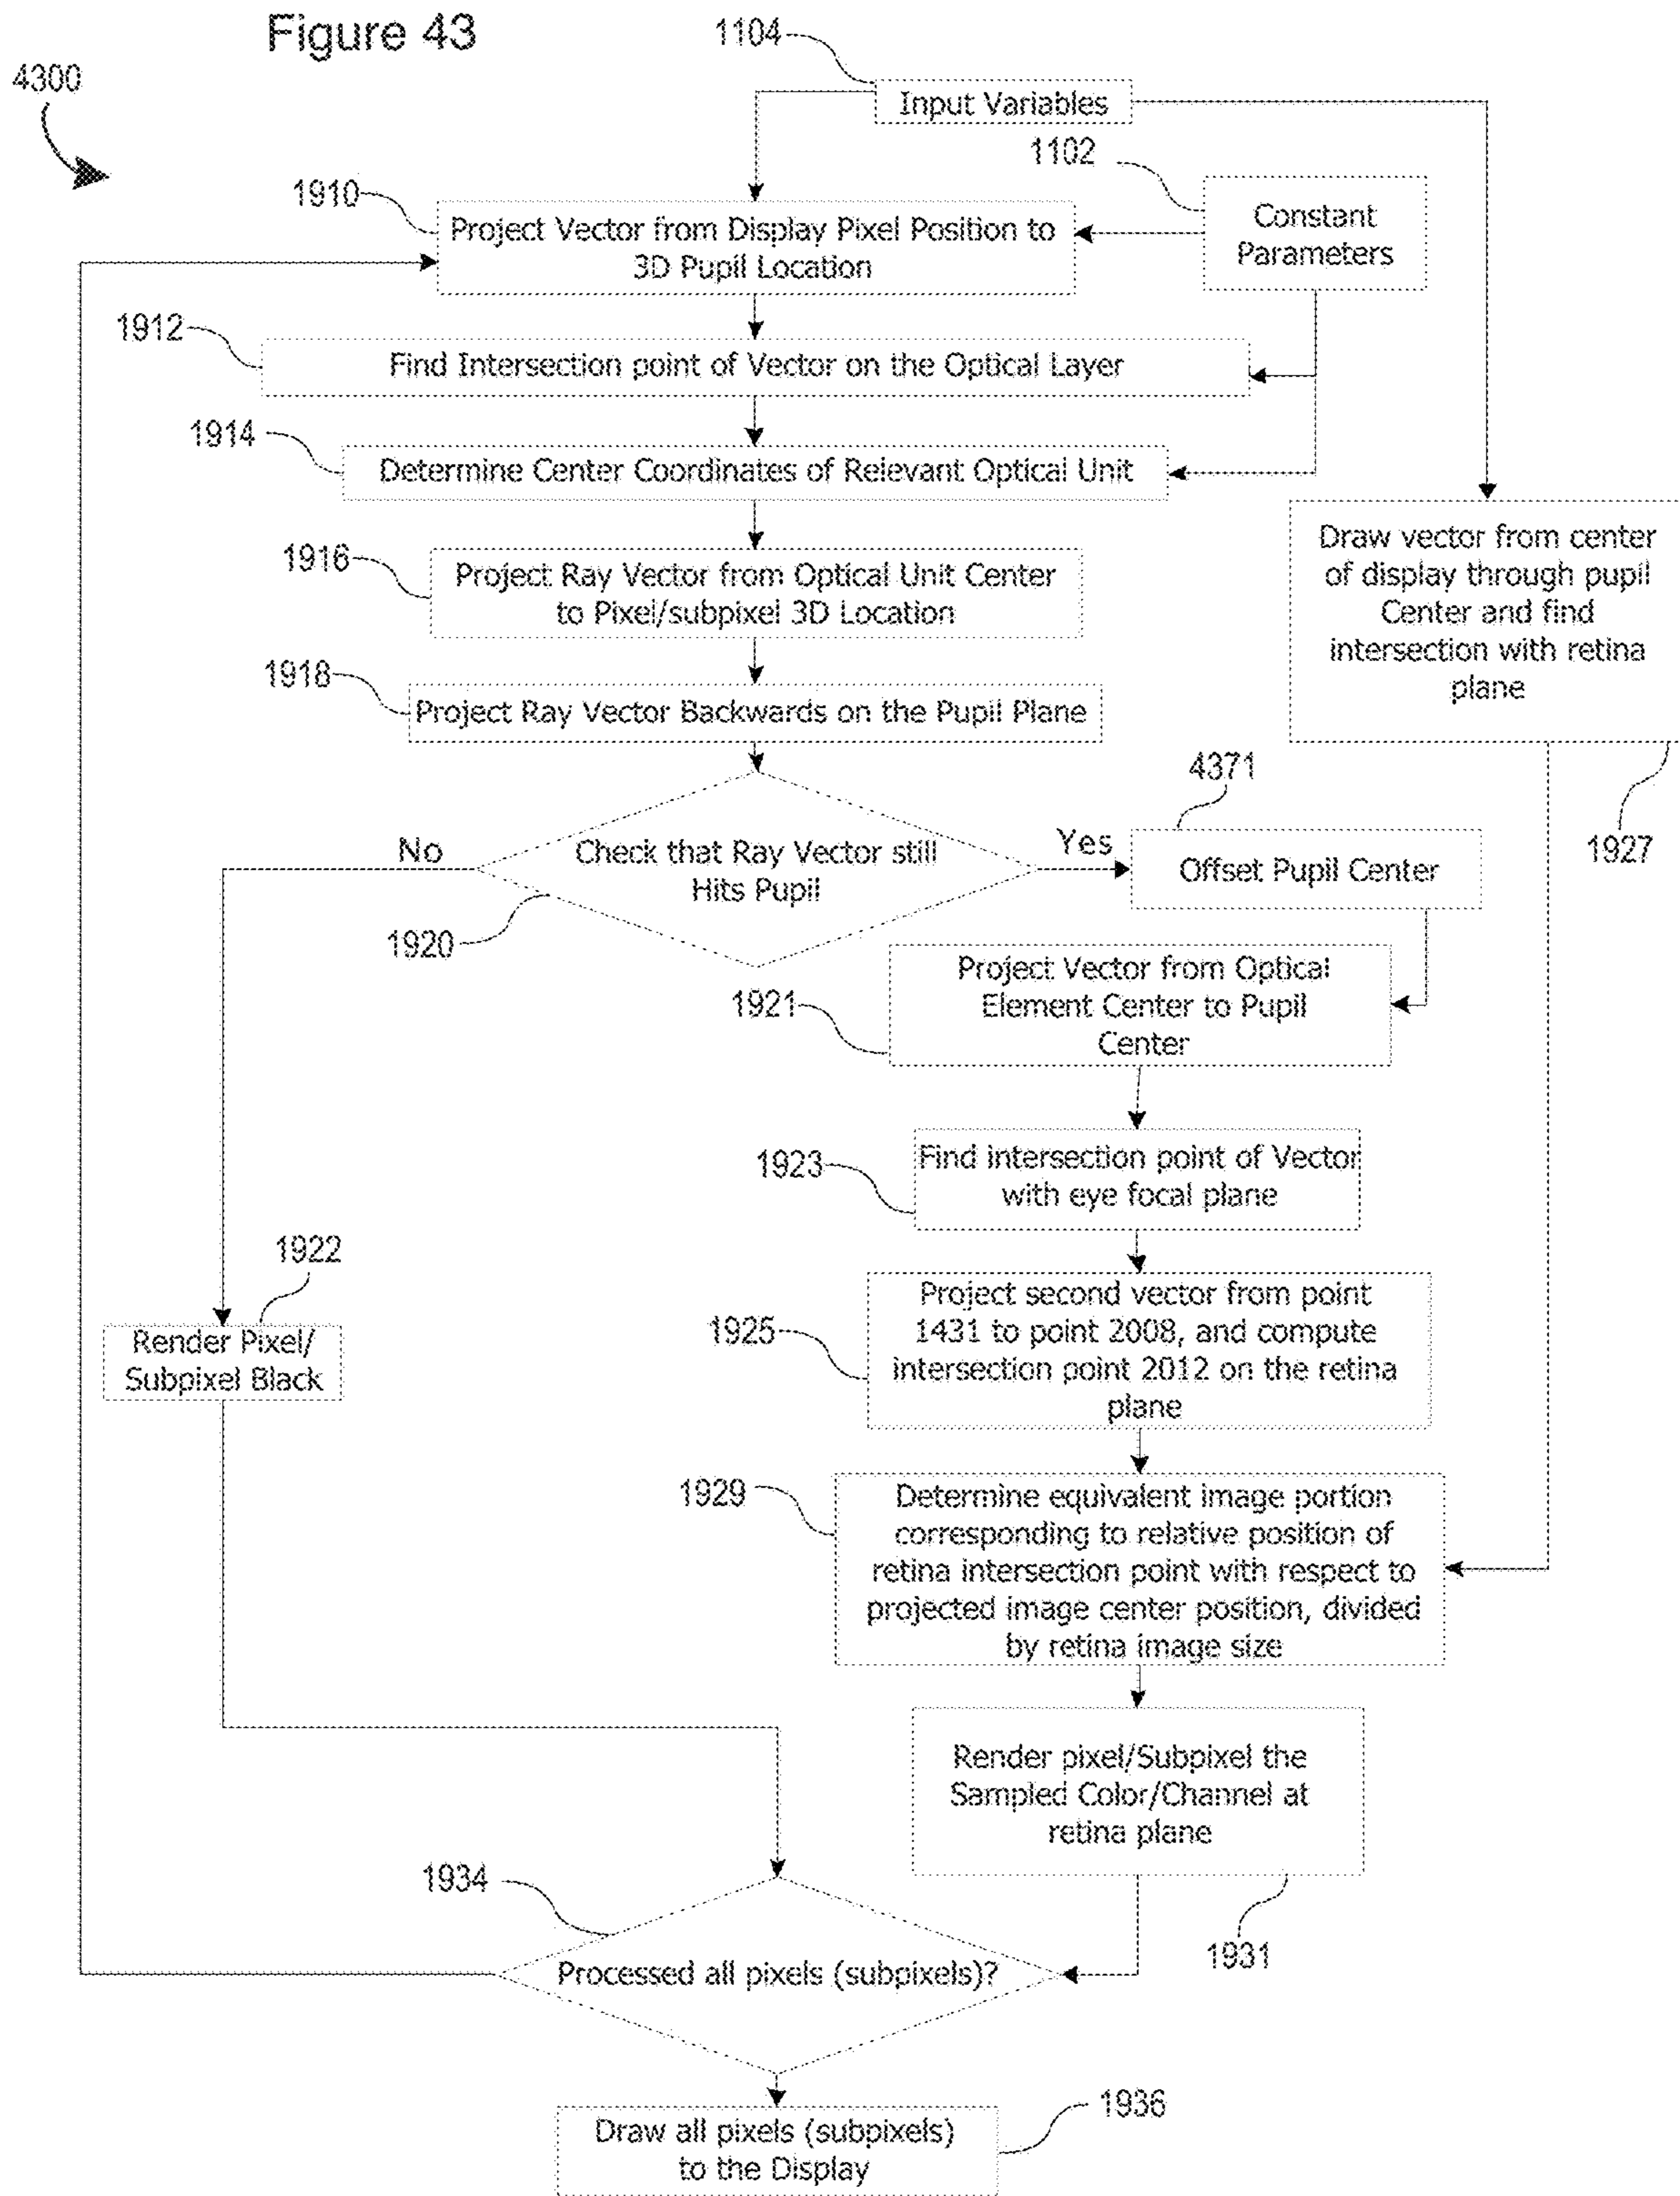 Figure 43
4300
1104
Input Variables
1102
Constant
Parameters
1910
Project Vector from Display Pixel Position to
3D Pupil Location
1912
Find Intersection point of Vector on the Optical Layer
1914
Determine Center Coordinates of Relevant Optical Unit
1916
Project Ray Vector from Optical Unit Center
to Pixel/subpixel 3D Location
1918
Project Ray Vector Backwards on the Pupil Plane
Draw vector from center
of display through pupil
Center and find
intersection with retina
plane
1927
No
Check that Ray Vector still
Hits Pupil
Yes
1920
4371
Offset Pupil Center
1921
Project Vector from Optical
Element Center to Pupil
Center
1923
Find intersection point of Vector
with eye focal plane
1922
Render Pixel/
Subpixel Black
1925
Project second vector from point
1431 to point 2008, and compute
intersection point 2012 on the retina
plane
1929
Determine equivalent image portion
corresponding to relative position of
retina intersection point with respect to
projected image center position, divided
by retina image size
Render pixel/Subpixel the
Sampled Color/Channel at
retina plane
1931
1934
Processed all pixels (subpixels)?
Draw all pixels (subpixels)
to the Display
1936